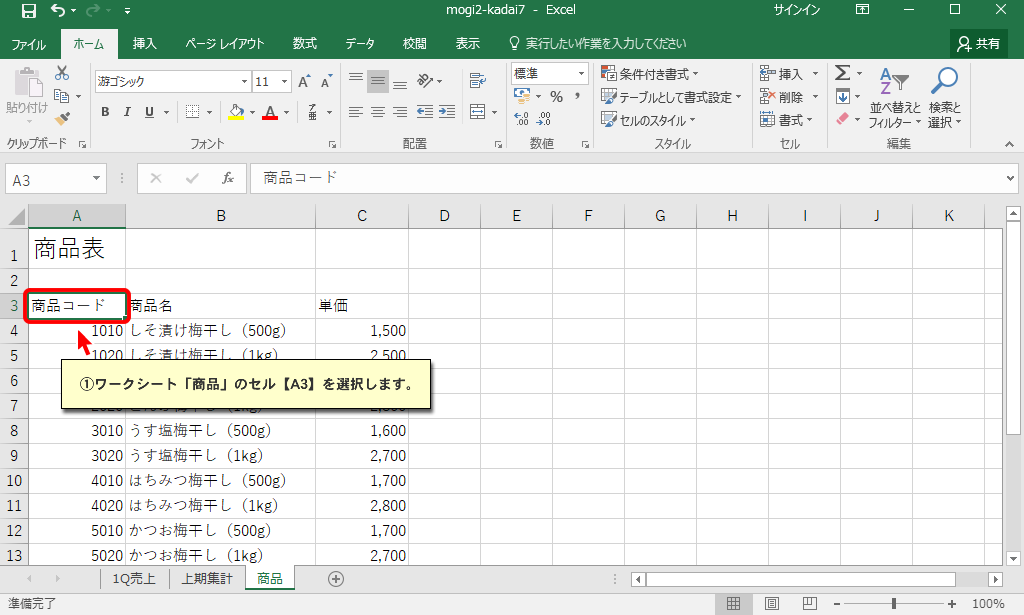 mogi2-kadai7 - Excel
サインイン
ファイル ホーム 挿入 ページ レイアウト 数式 データ 校閲 表示 実行したい作業を入力してください 共有
貼り付け
クリップボード
游ゴシック 11
B I U
フォント
配置
標準
% ,
数値
条件付き書式
テーブルとして書式設定
セルのスタイル
スタイル
挿入
削除
書式
セル
並べ替えと
フィルター
検索と
選択
編集
A3 fx 商品コード
A B C D E F G H I J K
1 商品表
2
3 商品コード 商品名 単価
4 1010 しそ漬け梅干し（500g） 1,500
5 1020 しそ漬け梅干し（1kg） 2,500
6
①ワークシート「商品」のセル【A3】を選択します。
7
8 3010 うす塩梅干し（500g） 1,600
9 3020 うす塩梅干し（1kg） 2,700
10 4010 はちみつ梅干し（500g） 1,700
11 4020 はちみつ梅干し（1kg） 2,800
12 5010 かつお梅干し（500g） 1,700
13 5020 かつお梅干し（1kg） 2,700
1Q売上 上期集計 商品
準備完了 100%